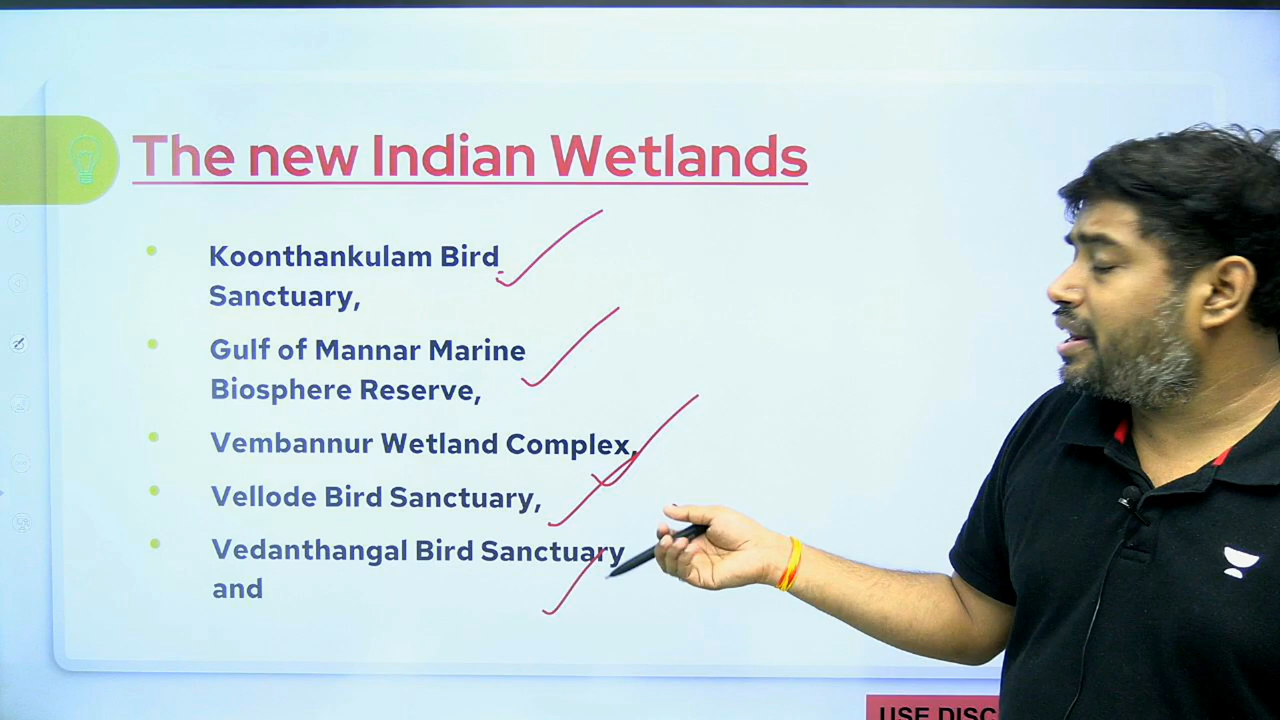 The new Indian Wetlands
Koonthankulam Bird
Sanctuary,
Gulf of Mannar Marine
Biosphere Reserve,
Vembannur Wetland Complex,
Vellode Bird Sanctuary,
Vedanthangal Bird Sanctuary
and
USE DISC